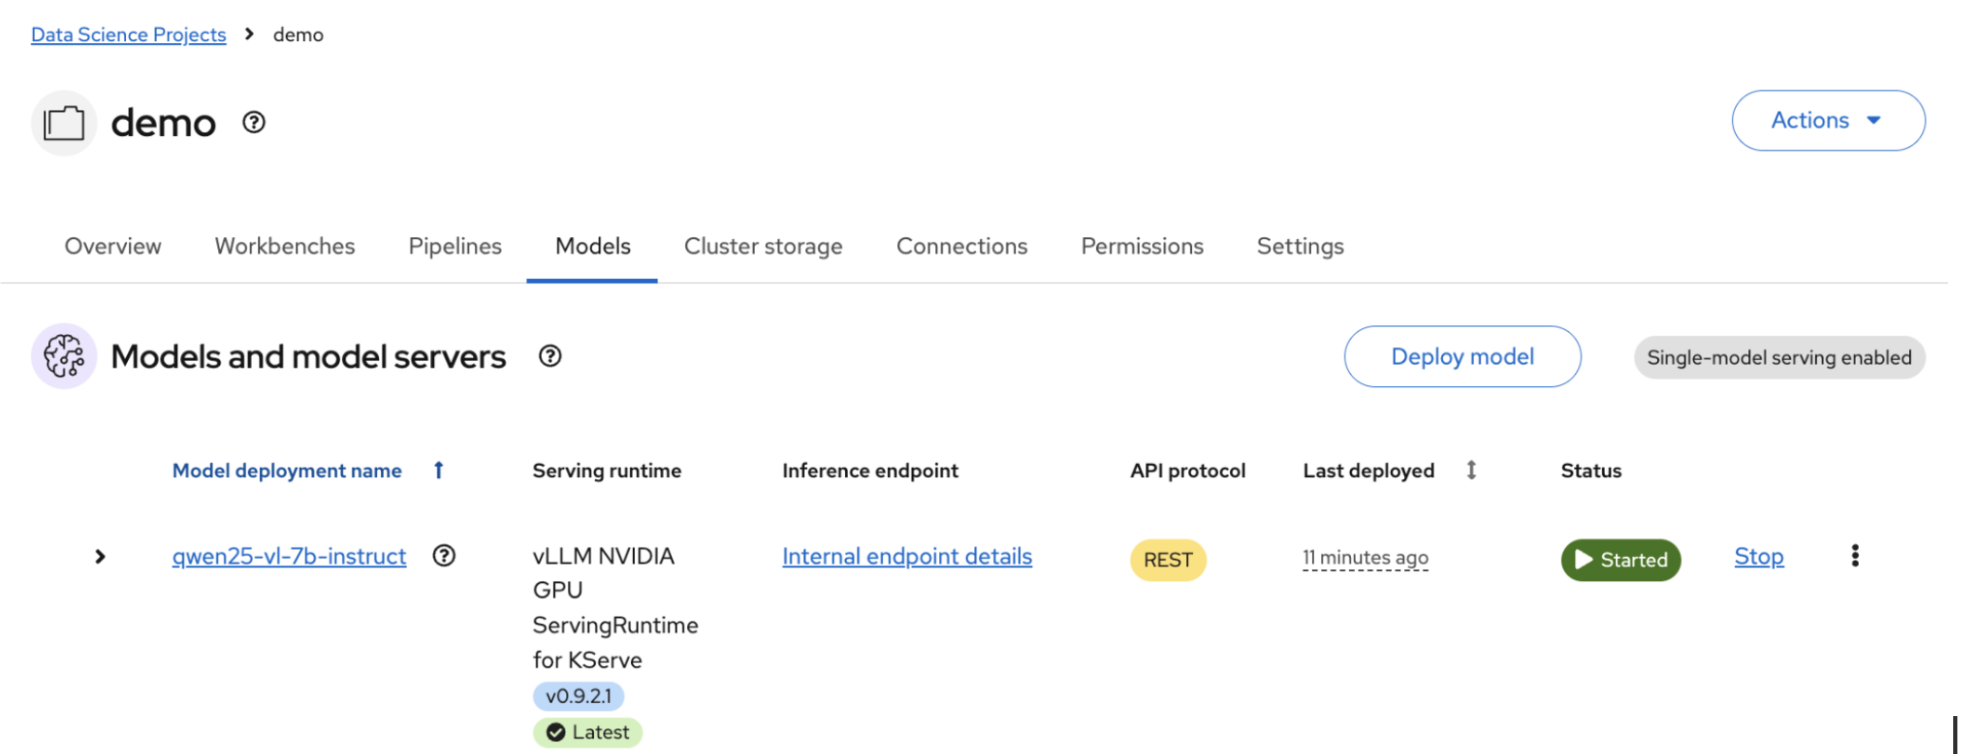 Data Science Projects > demo
demo
Actions
Overview Workbenches Pipelines Models Cluster storage Connections Permissions Settings
Models and model servers
Deploy model
Single-model serving enabled
Model deployment name Serving runtime Inference endpoint API protocol Last deployed Status
qwen25-vl-7b-instruct vLLM NVIDIA Internal endpoint details REST 11 minutes ago Started Stop
GPU
ServingRuntime
for KServe
v0.9.2.1
Latest